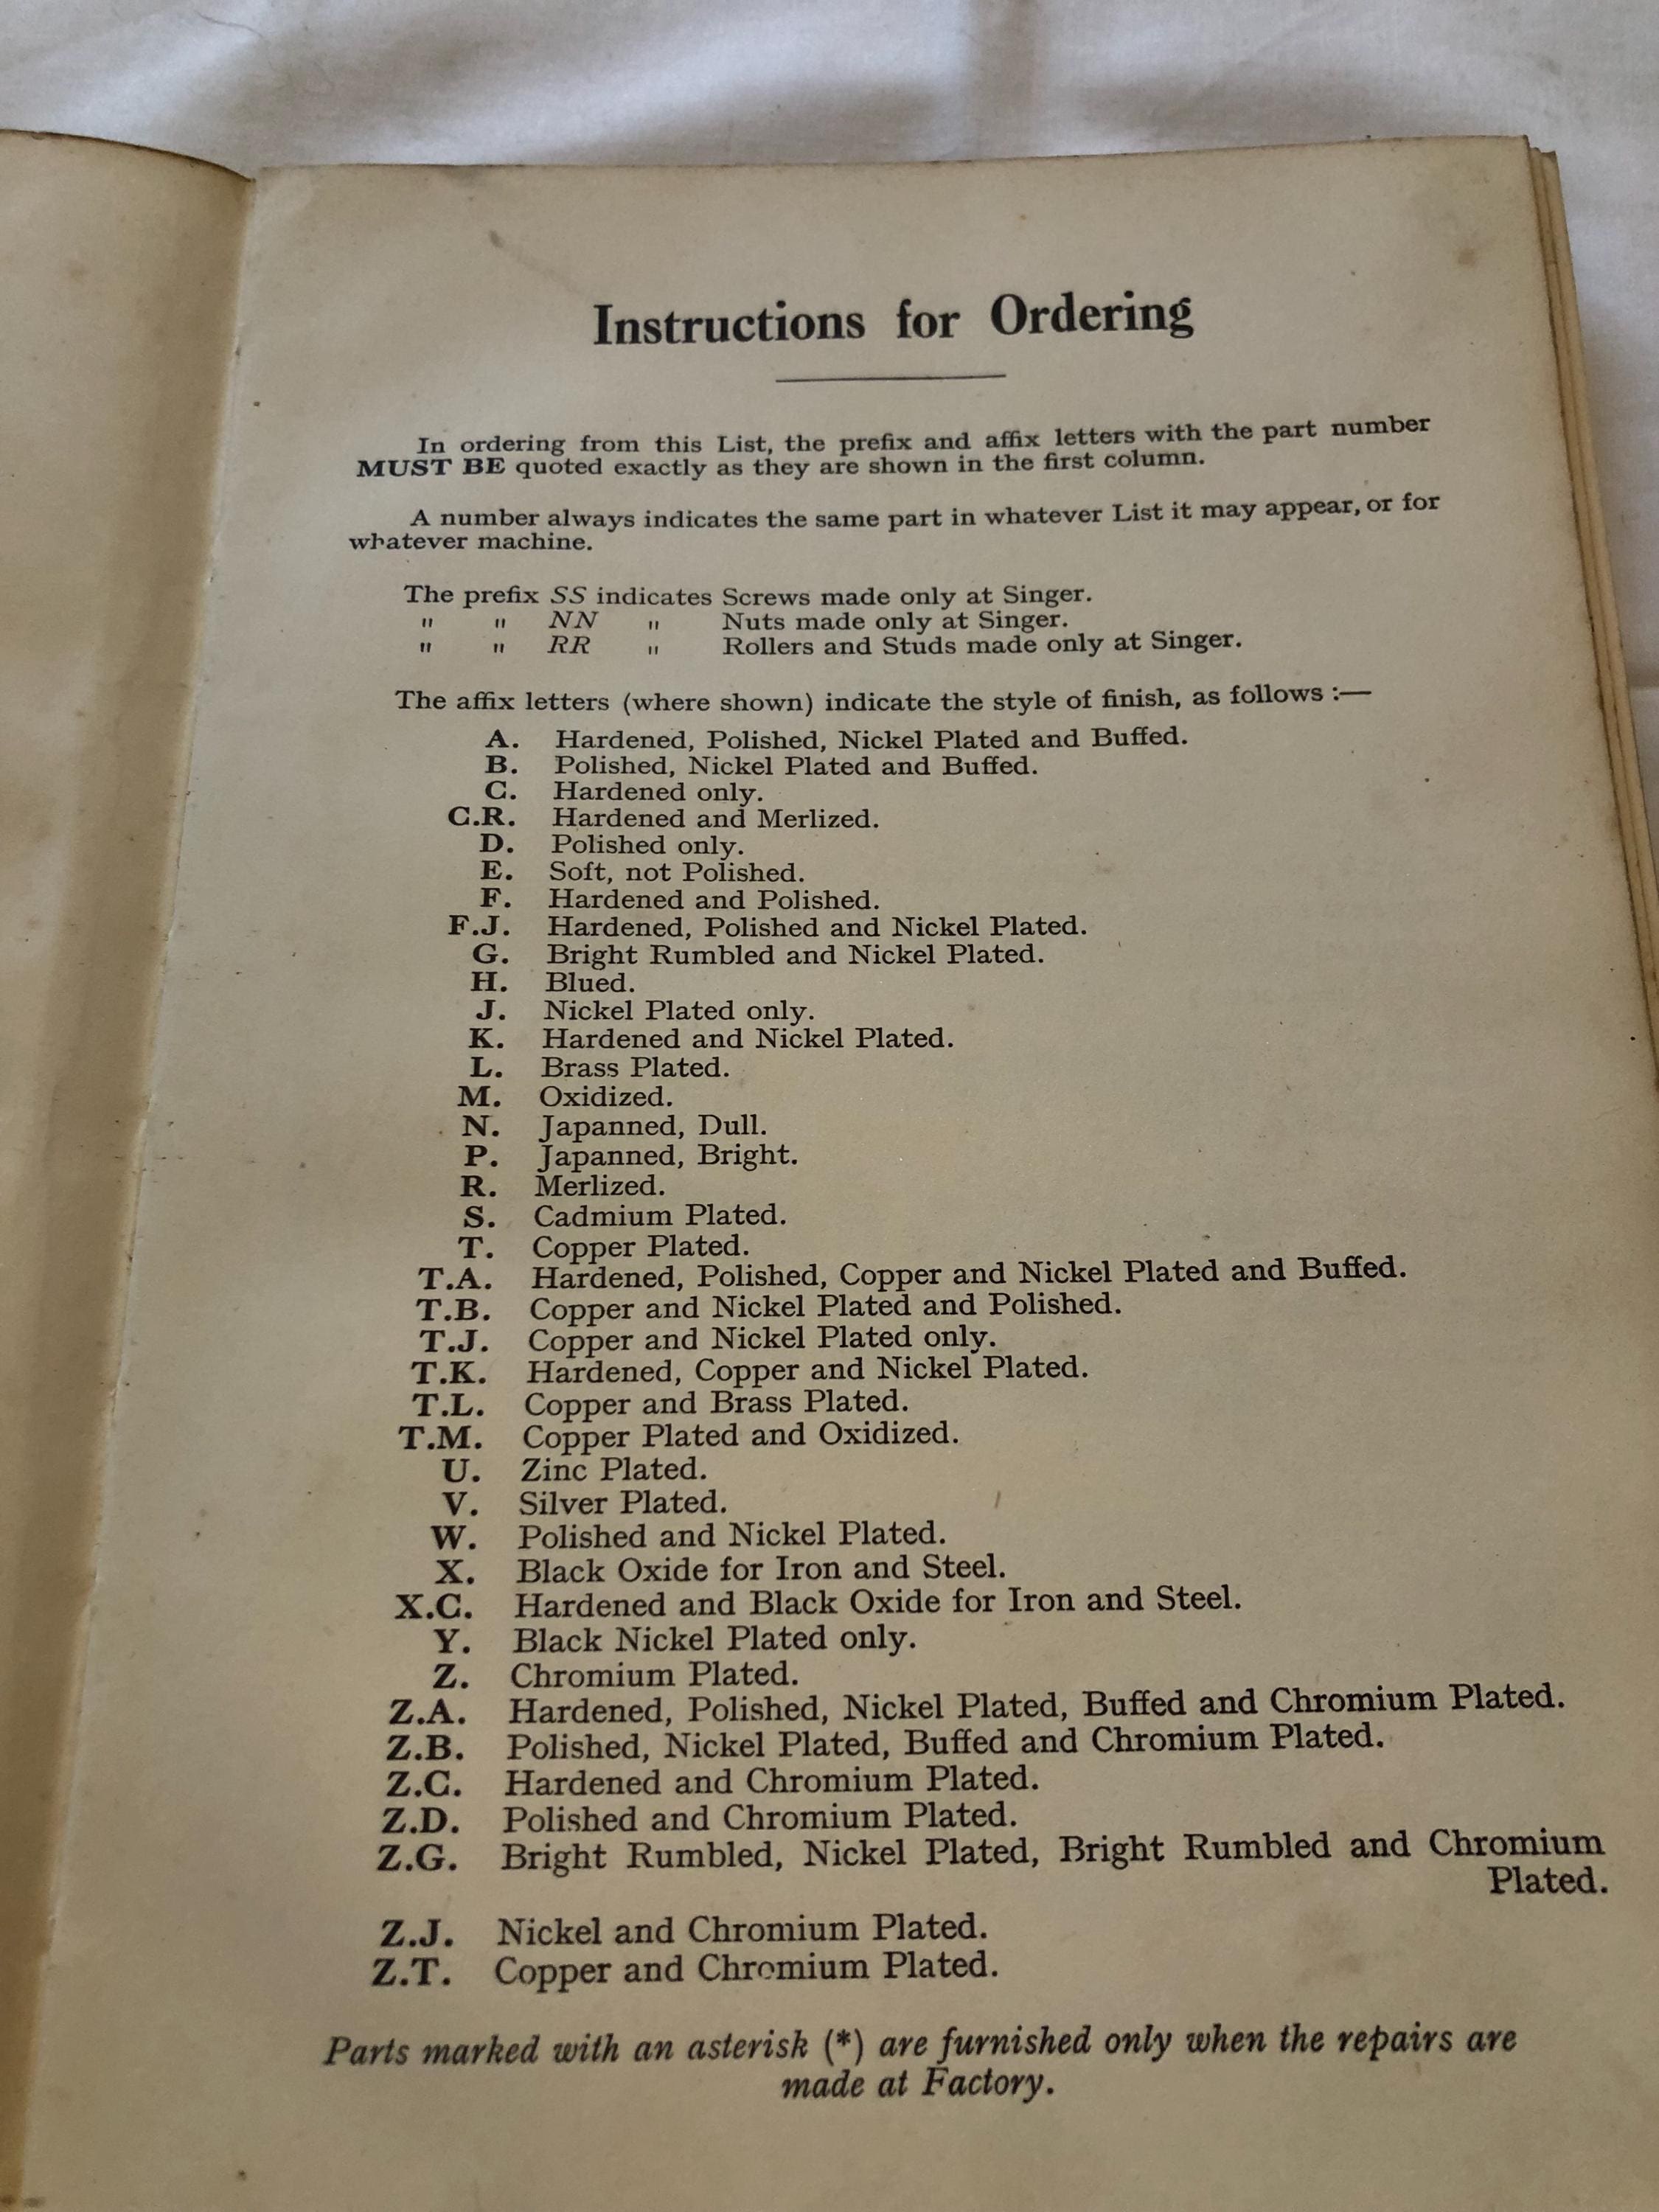 Instructions for Ordering
In ordering from this List, the prefix and affix letters with the part number
MUST BE quoted exactly as they are shown in the first column.
A number always indicates the same part in whatever List it may appear, or for
whatever machine.
The prefix SS indicates Screws made only at Singer.
" " NN " Nuts made only at Singer.
" " RR " Rollers and Studs made only at Singer.
The affix letters (where shown) indicate the style of finish, as follows :—
A. Hardened, Polished, Nickel Plated and Buffed.
B. Polished, Nickel Plated and Buffed.
C. Hardened only.
C.R. Hardened and Merlized.
D. Polished only.
E. Soft, not Polished.
F. Hardened and Polished.
F.J. Hardened, Polished and Nickel Plated.
G. Bright Rumbled and Nickel Plated.
H. Blued.
J. Nickel Plated only.
K. Hardened and Nickel Plated.
L. Brass Plated.
M. Oxidized.
N. Japanned, Dull.
P. Japanned, Bright.
R. Merlized.
S. Cadmium Plated.
T. Copper Plated.
T.A. Hardened, Polished, Copper and Nickel Plated and Buffed.
T.B. Copper and Nickel Plated and Polished.
T.J. Copper and Nickel Plated only.
T.K. Hardened, Copper and Nickel Plated.
T.L. Copper and Brass Plated.
T.M. Copper Plated and Oxidized.
U. Zinc Plated.
V. Silver Plated.
W. Polished and Nickel Plated.
X. Black Oxide for Iron and Steel.
X.C. Hardened and Black Oxide for Iron and Steel.
Y. Black Nickel Plated only.
Z. Chromium Plated.
Z.A. Hardened, Polished, Nickel Plated, Buffed and Chromium Plated.
Z.B. Polished, Nickel Plated, Buffed and Chromium Plated.
Z.C. Hardened and Chromium Plated.
Z.D. Polished and Chromium Plated.
Z.G. Bright Rumbled, Nickel Plated, Bright Rumbled and Chromium
Plated.
Z.J. Nickel and Chromium Plated.
Z.T. Copper and Chromium Plated.
Parts marked with an asterisk (*) are furnished only when the repairs are
made at Factory.